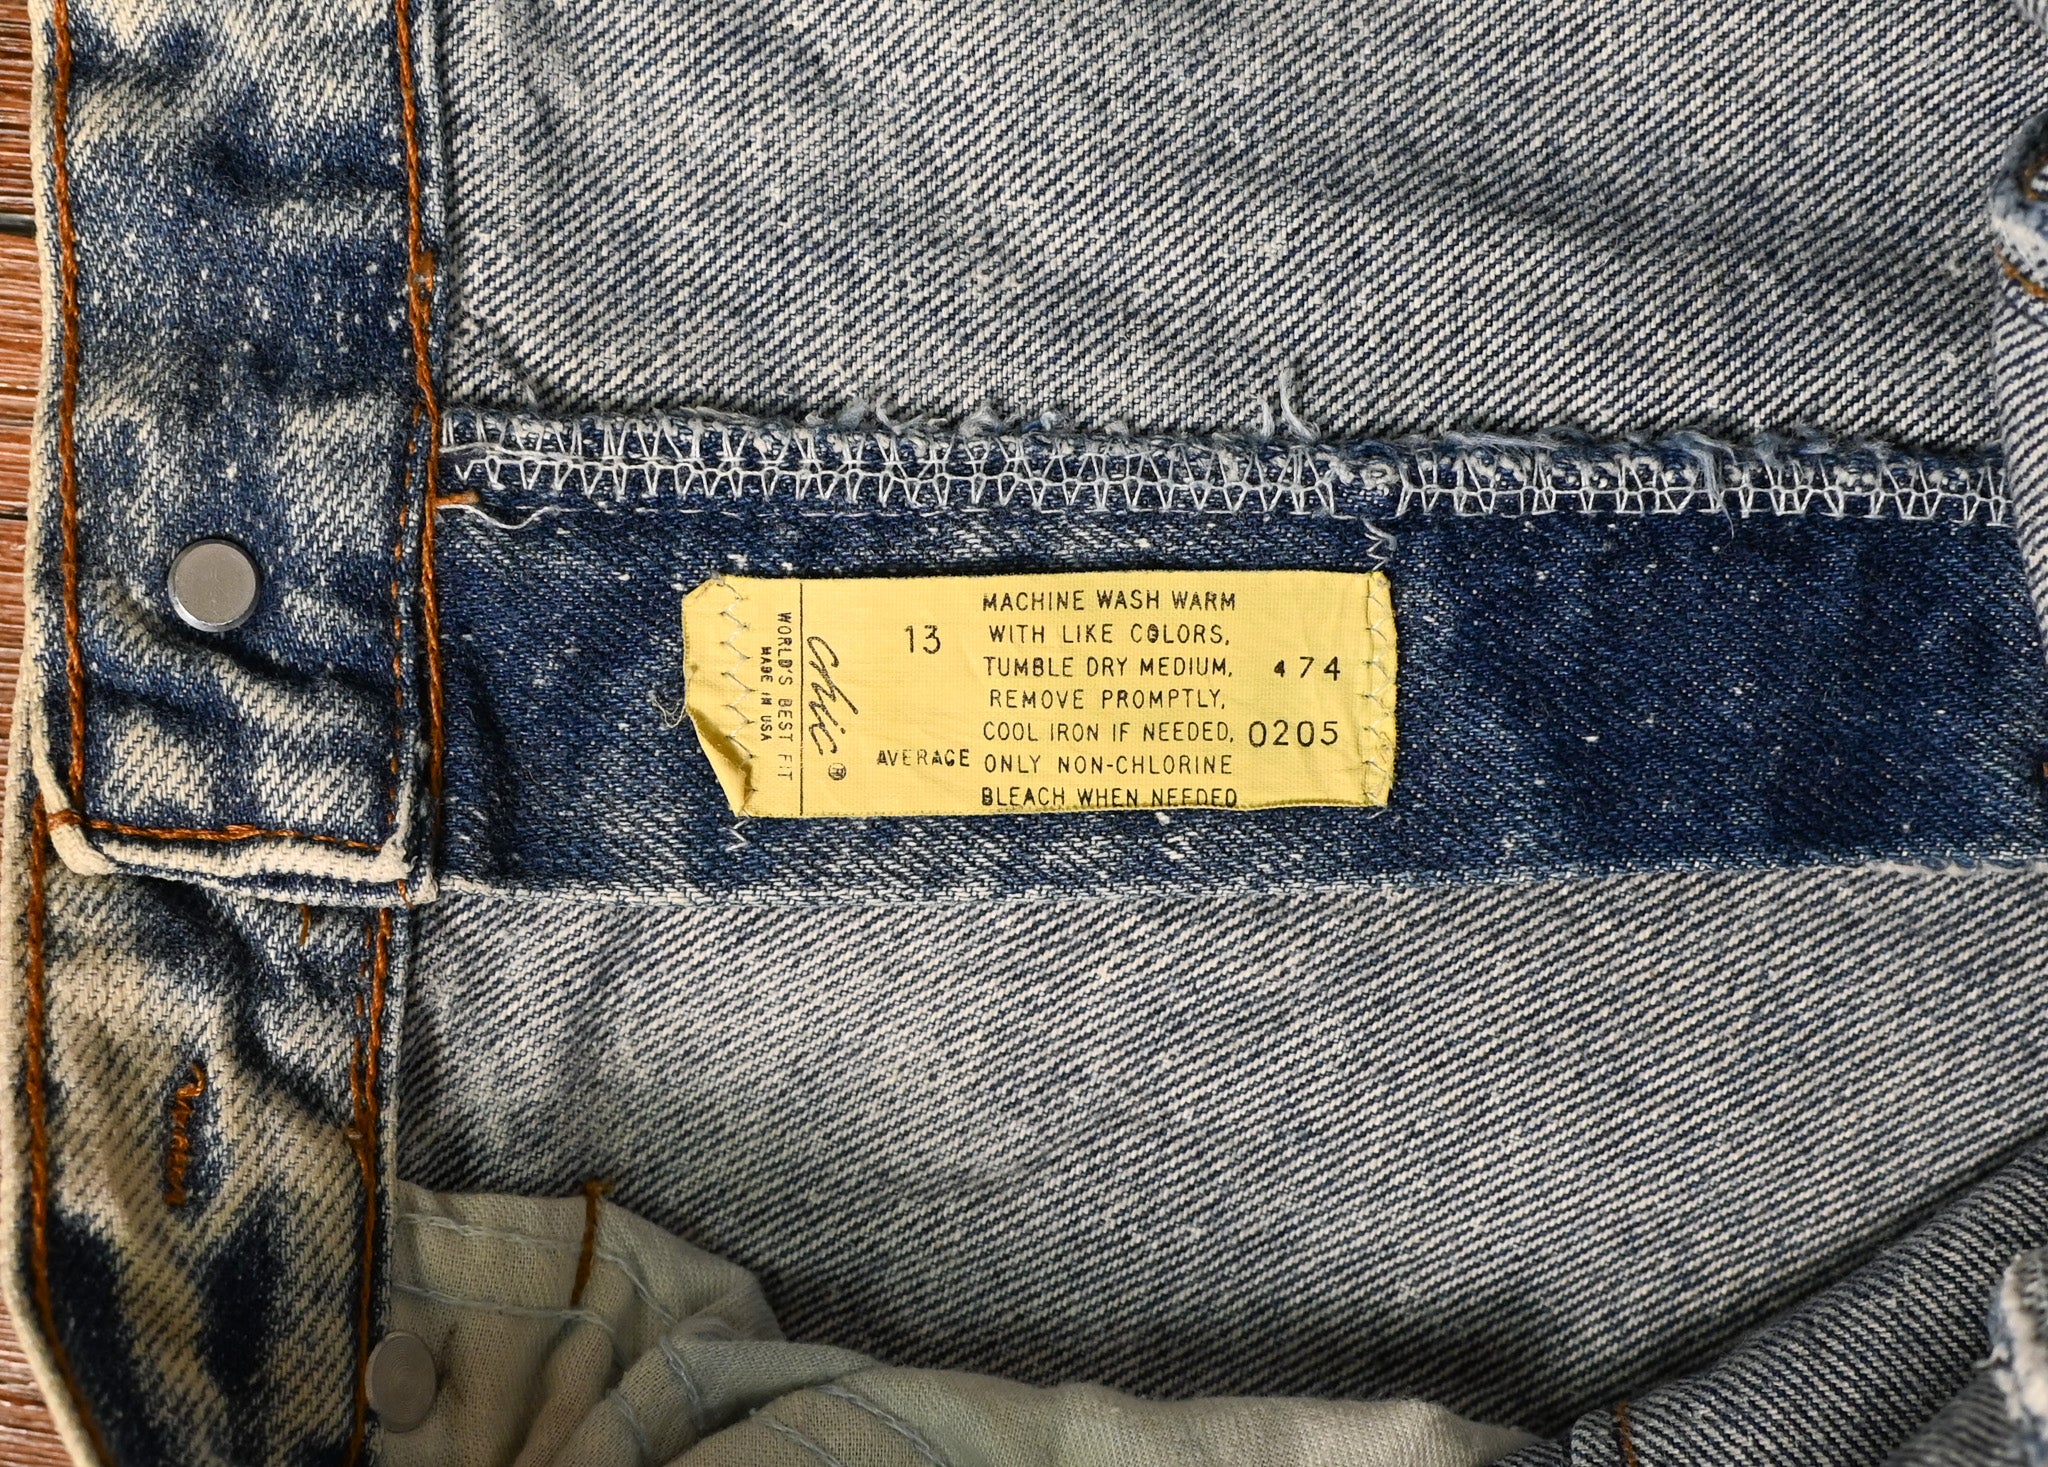 WORLD'S BEST FIT
MADE IN USA
chic®
13
AVERAGE
MACHINE WASH WARM
WITH LIKE COLORS,
TUMBLE DRY MEDIUM,
REMOVE PROMPTLY,
COOL IRON IF NEEDED,
ONLY NON-CHLORINE
BLEACH WHEN NEEDED
474
0205